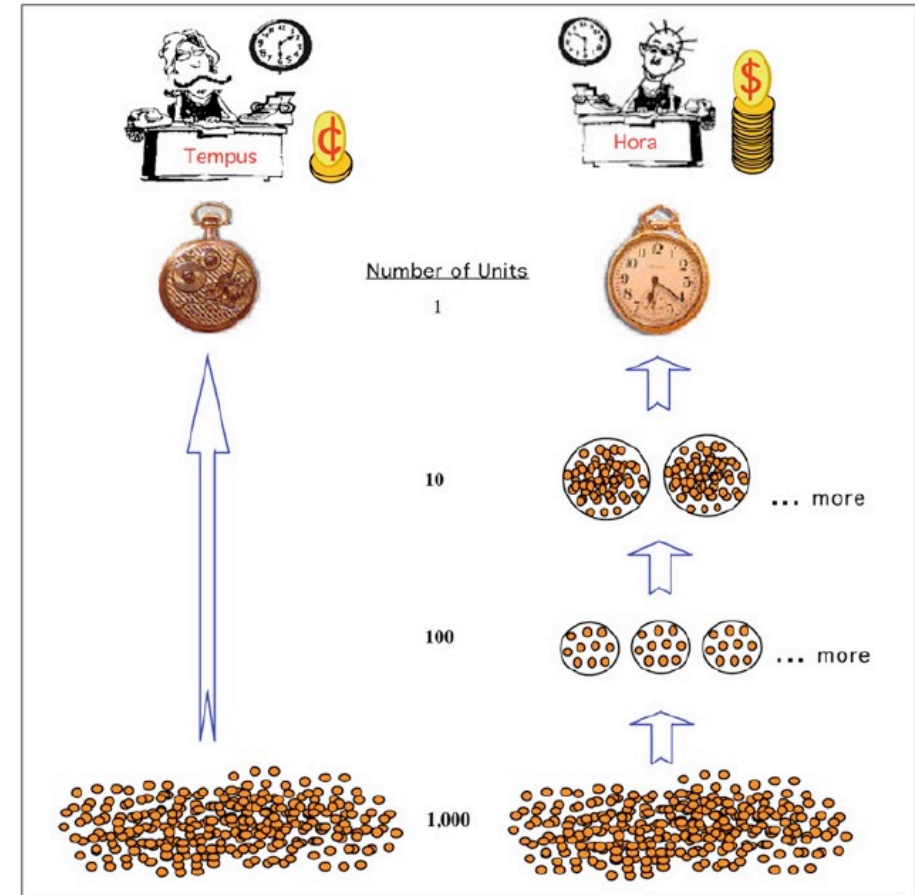 ¢
$
Tempus
Hora
Number of Units
1
10
... more
100
... more
1,000